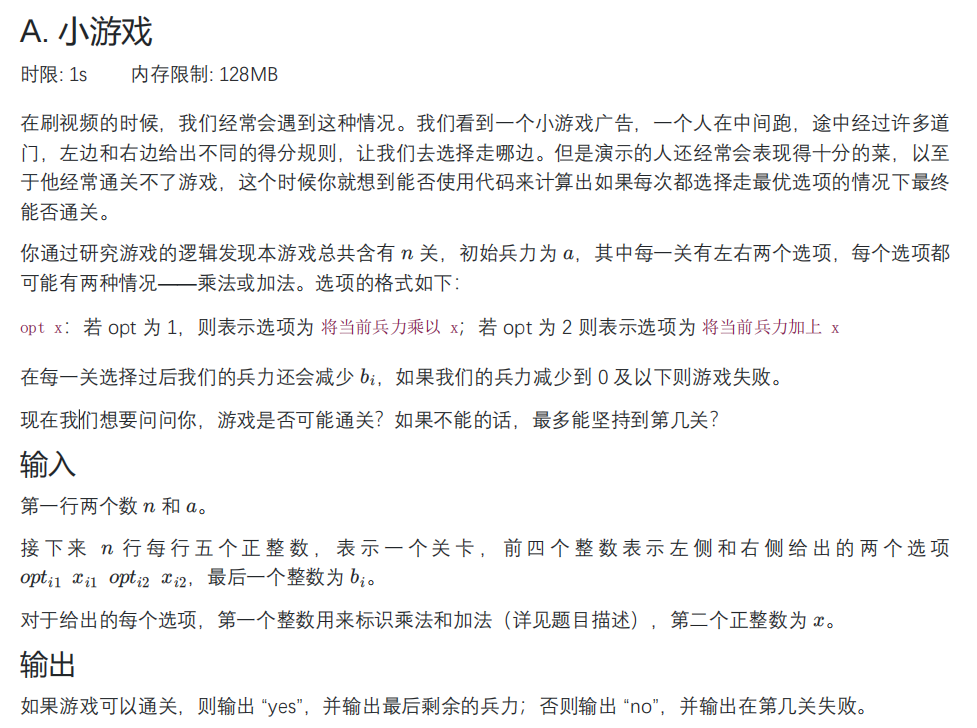 A. 小游戏
时限: 1s 内存限制: 128MB
在刷视频的时候，我们经常会遇到这种情况。我们看到一个小游戏广告，一个人在中间跑，途中经过许多道
门，左边和右边给出不同的得分规则，让我们去选择走哪边。但是演示的人还经常会表现得十分的菜，以至
于他经常通关不了游戏，这个时候你就想到能否使用代码来计算出如果每次都选择走最优选项的情况下最终
能否通关。
你通过研究游戏的逻辑发现本游戏总共含有 n 关，初始兵力为 a，其中每一关有左右两个选项，每个选项都
可能有两种情况——乘法或加法。选项的格式如下：
opt x：若 opt 为 1，则表示选项为 将当前兵力乘以 x；若 opt 为 2 则表示选项为 将当前兵力加上 x
在每一关选择过后我们的兵力还会减少 b_i，如果我们的兵力减少到 0 及以下则游戏失败。
现在我们想要问问你，游戏是否可能通关？如果不能的话，最多能坚持到第几关？
输入
第一行两个数 n 和 a。
接下来 n 行每行五个正整数，表示一个关卡，前四个整数表示左侧和右侧给出的两个选项
opt_{i1} x_{i1} opt_{i2} x_{i2}，最后一个整数为 b_i。
对于给出的每个选项，第一个整数用来标识乘法和加法（详见题目描述），第二个正整数为 x。
输出
如果游戏可以通关，则输出 “yes”，并输出最后剩余的兵力；否则输出 “no”，并输出在第几关失败。